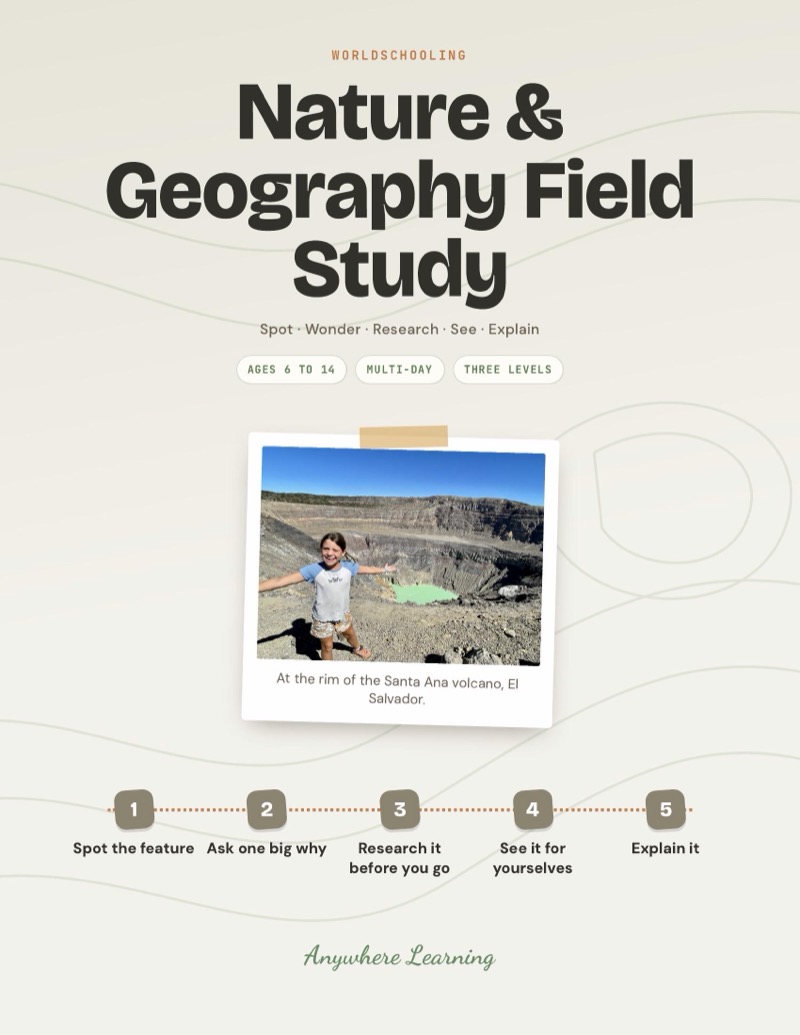 WORLDSCHOOLING
Nature &
Geography Field
Study
Spot · Wonder · Research · See · Explain
AGES 6 TO 14
MULTI-DAY
THREE LEVELS
At the rim of the Santa Ana volcano, El
Salvador.
1
2
3
4
5
Spot the feature
Ask one big why
Research it
before you go
See it for
yourselves
Explain it
Anywhere Learning